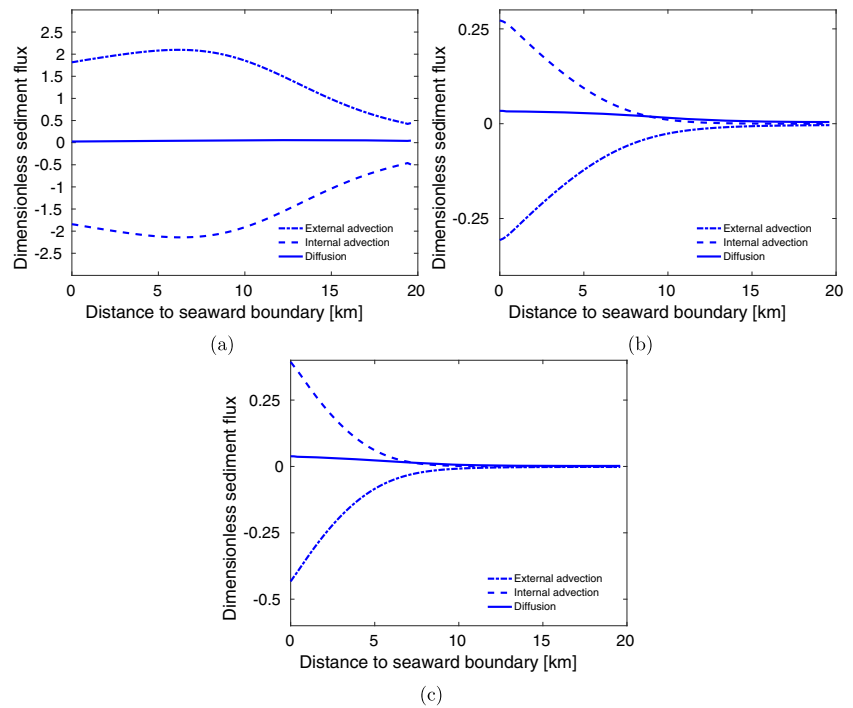 Dimensionless sediment flux
2.5
2
1.5
1
0.5
0
-0.5
-1
-1.5
-2
-2.5
External advection
Internal advection
Diffusion
0 5 10 15 20
Distance to seaward boundary [km]
(a)
Dimensionless sediment flux
0.25
0
-0.25
External advection
Internal advection
Diffusion
0 5 10 15 20
Distance to seaward boundary [km]
(b)
Dimensionless sediment flux
0.25
0
-0.25
-0.5
External advection
Internal advection
Diffusion
0 5 10 15 20
Distance to seaward boundary [km]
(c)